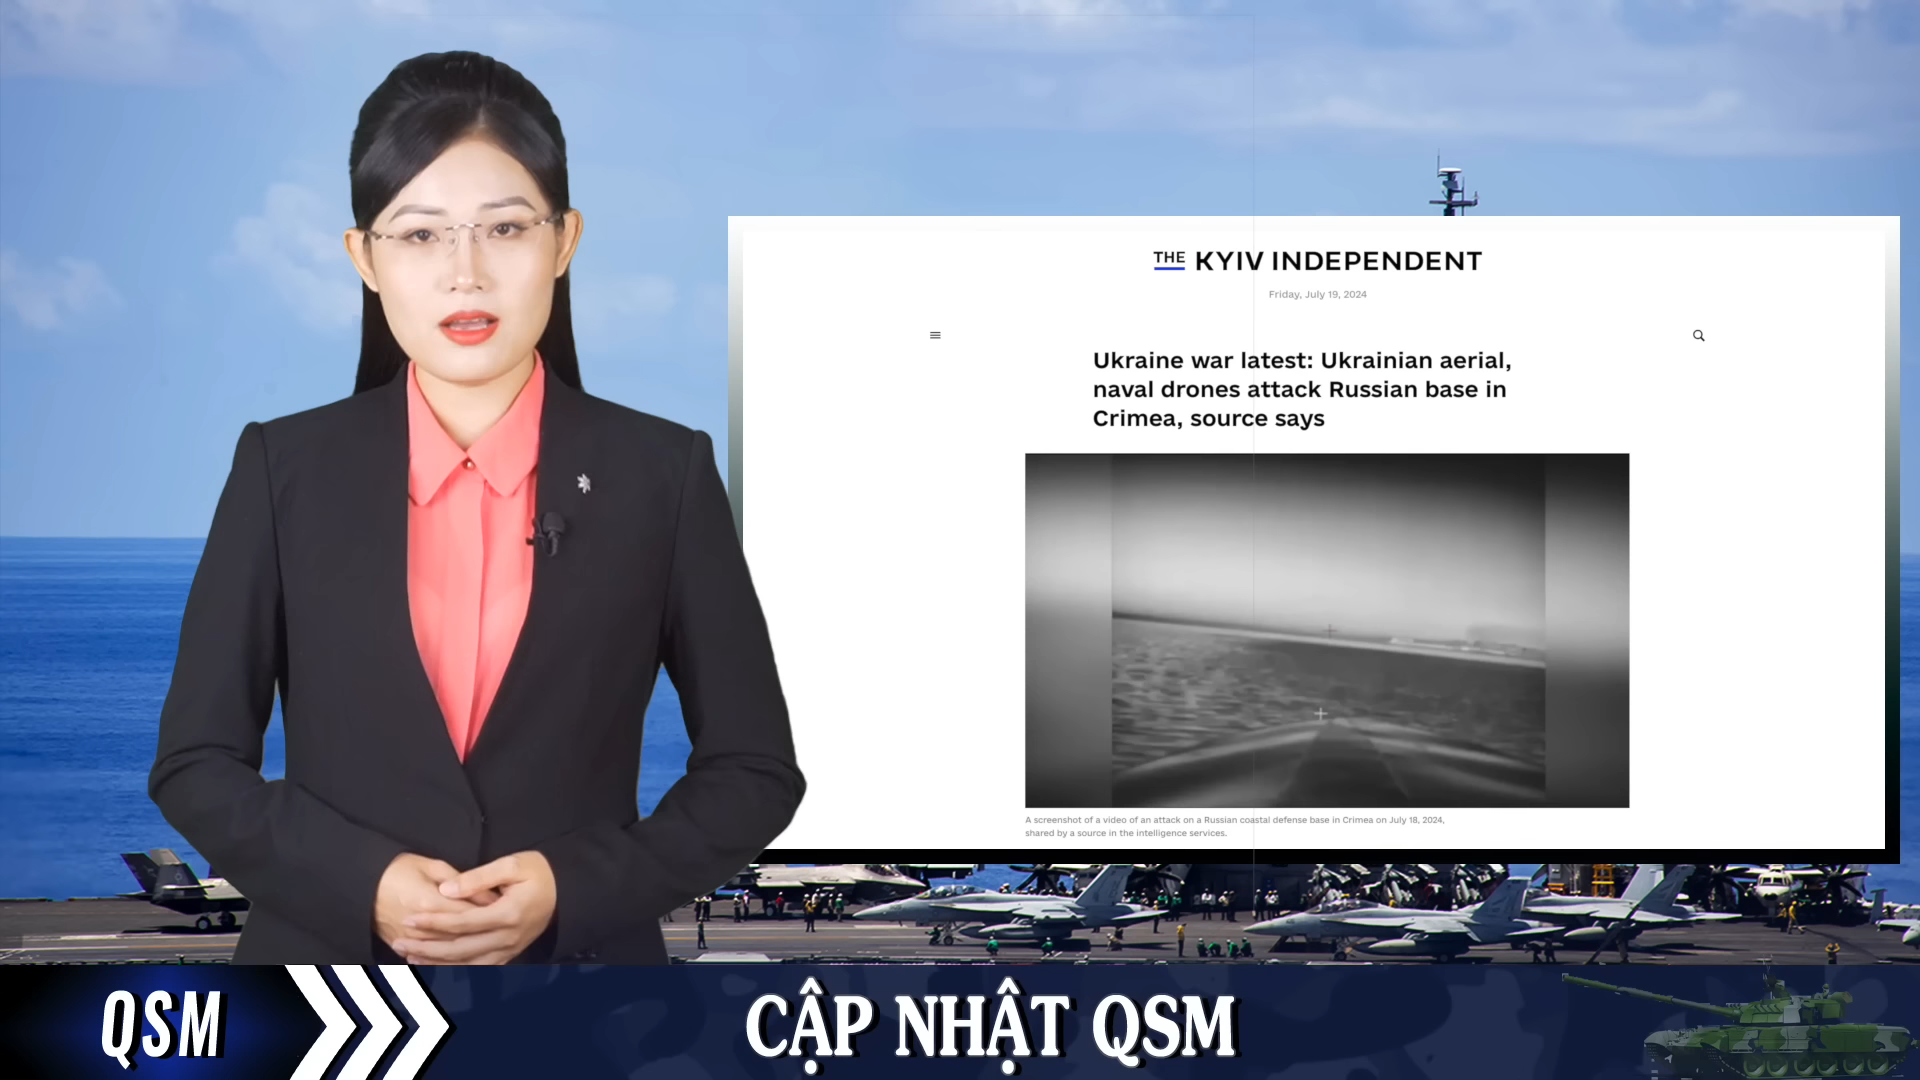 THE KYIV INDEPENDENT
Friday, July 19, 2024
Ukraine war latest: Ukrainian aerial,
naval drones attack Russian base in
Crimea, source says
A screenshot of a video of an attack on a Russian coastal defense base in Crimea on July 18, 2024,
shared by a source in the intelligence services.
QSM
CẬP NHẬT QSM